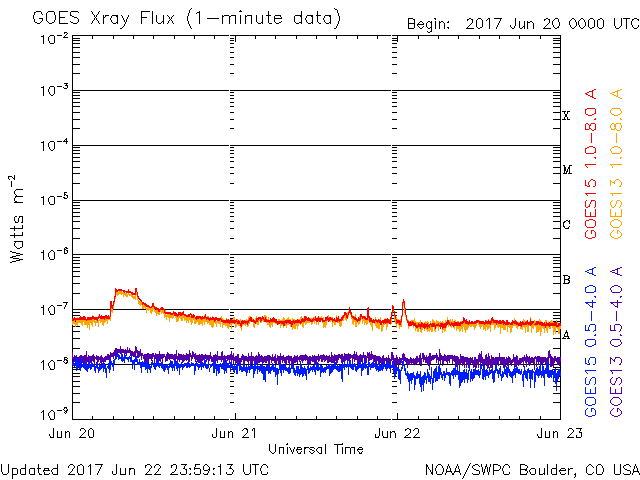 GOES Xray Flux (1-minute data)
Begin: 2017 Jun 20 0000 UTC
10-2
10-3
10-4
10-5
10-6
10-7
10-8
10-9
Watts m-2
X
M
C
B
A
GOES15 1.0-8.0 A
GOES13 1.0-8.0 A
GOES15 0.5-4.0 A
GOES13 0.5-4.0 A
Jun 20
Jun 21
Jun 22
Jun 23
Universal Time
Updated 2017 Jun 22 23:59:13 UTC
NOAA/SWPC Boulder, CO USA